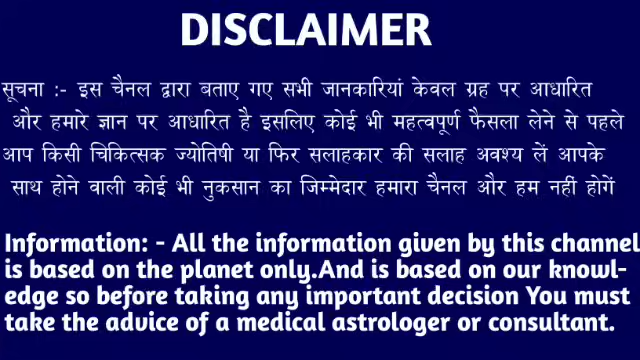 DISCLAIMER
सूचना :- इस चैनल द्वारा बताए गए सभी जानकारियां केवल ग्रह पर आधारित
और हमारे ज्ञान पर आधारित है इसलिए कोई भी महत्वपूर्ण फैसला लेने से पहले
आप किसी चिकित्सक ज्योतिषी या फिर सलाहकार की सलाह अवश्य लें आपके
साथ होने वाली कोई भी नुकसान का जिम्मेदार हमारा चैनल और हम नहीं होगें
Information: - All the information given by this channel
is based on the planet only.And is based on our knowl-
edge so before taking any important decision You must
take the advice of a medical astrologer or consultant.